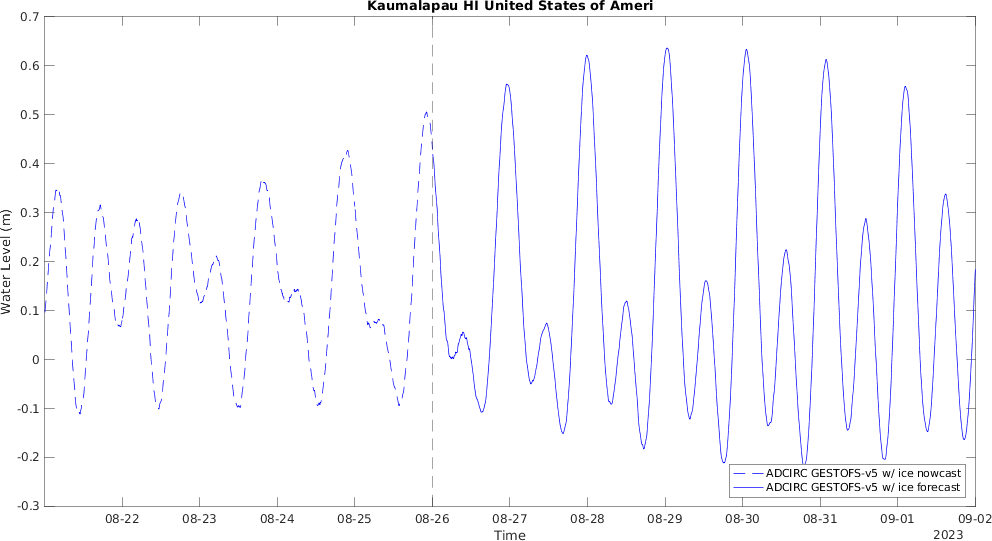 Kaumalapau HI United States of Ameri
0.7
0.6
0.5
0.4
0.3
0.2
0.1
0
-0.1
-0.2
-0.3
Water Level (m)
ADCIRC GESTOFS-v5 w/ ice nowcast
ADCIRC GESTOFS-v5 w/ ice forecast
08-22 08-23 08-24 08-25 08-26 08-27 08-28 08-29 08-30 08-31 09-01 09-02
Time
2023